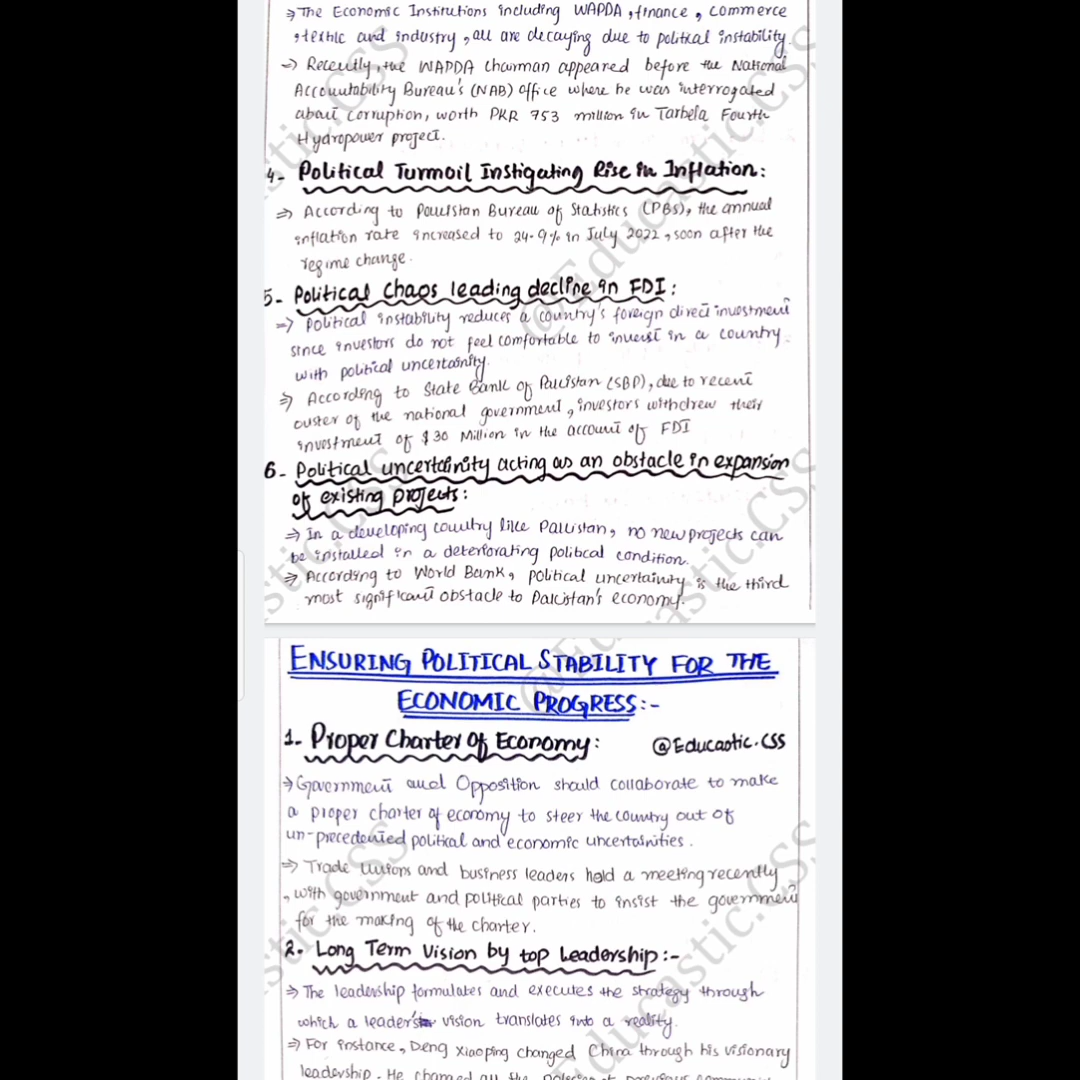 ⇒ The Economic Institutions including WAPDA, finance, Commerce
, textile and industry, all are decaying due to political instability.
⇒ Recently, the WAPDA Chairman appeared before the National
Accountability Bureau's (NAB) office where he was interrogated
about corruption, worth PKR 753 million in Tarbela Fourth
Hydropower project.
4- Political Turmoil Instigating Rise in Inflation:
⇒ According to Pakistan Bureau of Statistics (PBS), the annual
inflation rate increased to 24.9% in July 2022, soon after the
regime change.
5- Political Chaos leading decline in FDI:
⇒ Political instability reduces a country's foreign direct investment
since investors do not feel comfortable to invest in a country
with political uncertainity.
⇒ According to State Bank of Pakistan (SBP), due to recent
ouster of the national government, investors withdrew their
investment of $30 Million in the account of FDI
6- Political uncertainity acting as an obstacle in expansion
of existing projects:
⇒ In a developing country like Pakistan, no new projects can
be installed in a deteriorating political condition.
⇒ According to World Bank, political uncertainity is the third
most significant obstacle to Pakistan's economy.
ENSURING POLITICAL STABILITY FOR THE
ECONOMIC PROGRESS:-
1- Proper Charter Of Economy: @Educastic.CSS
⇒ Government and Opposition should collaborate to make
a proper charter of economy to steer the country out of
un-precedented political and economic uncertainities.
⇒ Trade unions and business leaders held a meeting recently
, with government and political parties to insist the government
for the making of the charter.
2. Long Term Vision by top Leadership:-
⇒ The leadership formulates and executes the strategy through
which a leader's vision translates into a reality.
⇒ For instance, Deng Xiaoping changed China through his visionary
leadership. He changed all the policies of previous
@Educastic.CSS